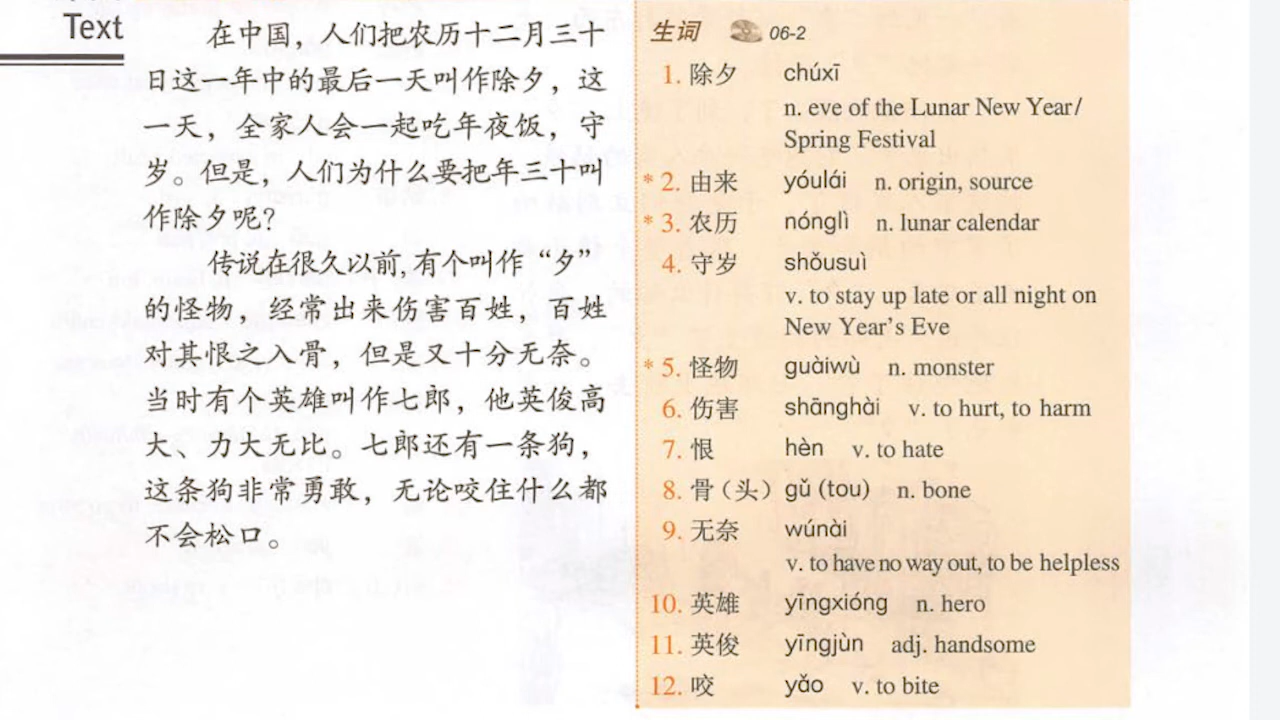 Text
在中国，人们把农历十二月三十
日这一年中的最后一天叫作除夕，这
一天，全家人会一起吃年夜饭，守
岁。但是，人们为什么要把年三十叫
作除夕呢？
传说在很久以前,有个叫作“夕”
的怪物，经常出来伤害百姓，百姓
对其恨之入骨，但是又十分无奈。
当时有个英雄叫作七郎，他英俊高
大、力大无比。七郎还有一条狗，
这条狗非常勇敢，无论咬住什么都
不会松口。
生词 06-2
1. 除夕 chúxī
n. eve of the Lunar New Year/
Spring Festival
* 2. 由来 yóulái n. origin, source
* 3. 农历 nónglì n. lunar calendar
4. 守岁 shǒusuì
v. to stay up late or all night on
New Year’s Eve
* 5. 怪物 guàiwù n. monster
6. 伤害 shānghài v. to hurt, to harm
7. 恨 hèn v. to hate
8. 骨（头）gǔ (tou) n. bone
9. 无奈 wúnài
v. to have no way out, to be helpless
10. 英雄 yīngxióng n. hero
11. 英俊 yīngjùn adj. handsome
12. 咬 yǎo v. to bite